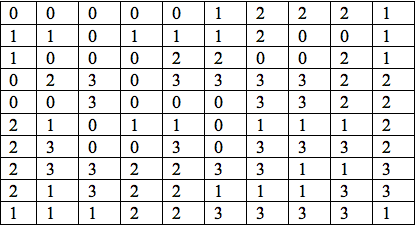 0 0 0 0 0 1 2 2 2 1
1 1 0 1 1 1 2 0 0 1
1 0 0 0 2 2 0 0 2 1
0 2 3 0 3 3 3 3 2 2
0 0 3 0 0 0 3 3 2 2
2 1 0 1 1 0 1 1 1 2
2 3 0 0 3 0 3 3 3 2
2 3 3 2 2 3 3 1 1 3
2 1 3 2 2 1 1 1 3 3
1 1 1 2 2 3 3 3 3 1